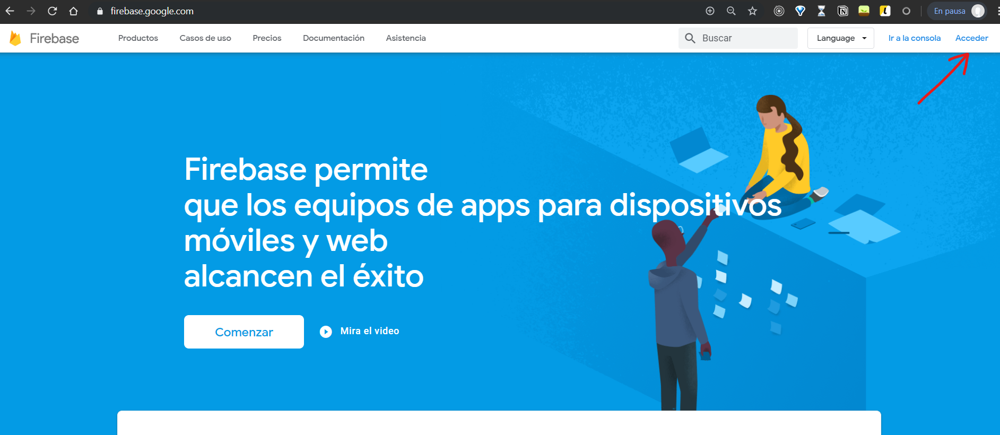 firebase.google.com
En pausa
Firebase
Productos
Casos de uso
Precios
Documentación
Asistencia
Buscar
Language
Ir a la consola
Acceder
Firebase permite
que los equipos de apps para dispositivos
móviles y web
alcancen el éxito
Comenzar
Mira el video